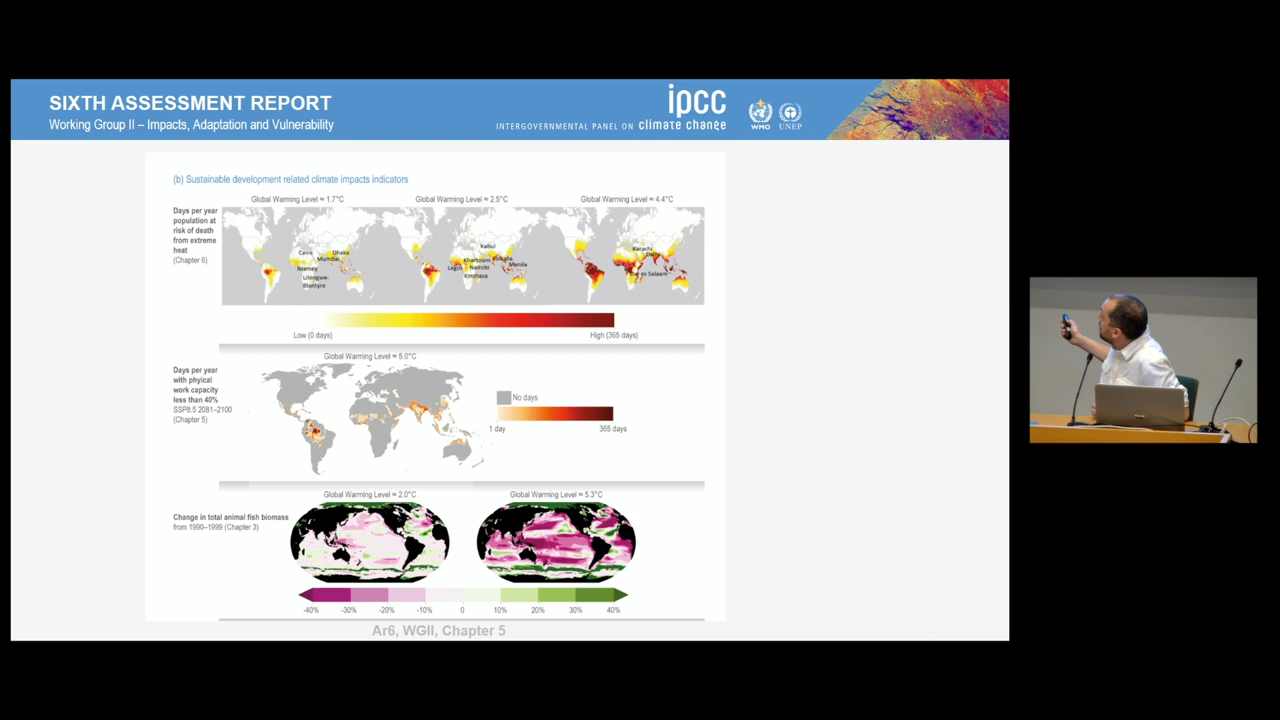 SIXTH ASSESSMENT REPORT
Working Group II – Impacts, Adaptation and Vulnerability
ipcc
INTERGOVERNMENTAL PANEL ON climate change
WMO
UNEP
(b) Sustainable development related climate impacts indicators
Global Warming Level ≈ 1.7°C
Global Warming Level ≈ 2.5°C
Global Warming Level ≈ 4.4°C
Days per year
population at
risk of death
from extreme
heat
(Chapter 6)
Cairo
Dhaka
Mumbai
Niamey
Lilongwe-
Blantyre
Kabul
Khartoum
Kolkata
Lagos
Nairobi
Manila
Kinshasa
Karachi
Delhi
Dar es Salaam
Low (0 days)
High (365 days)
Global Warming Level ≈ 5.0°C
Days per year
with phyical
work capacity
less than 40%
SSP8.5 2081–2100
(Chapter 5)
No days
1 day
365 days
Global Warming Level ≈ 2.0°C
Global Warming Level ≈ 5.3°C
Change in total animal fish biomass
from 1990–1999 (Chapter 3)
-40%
-30%
-20%
-10%
0
10%
20%
30%
40%
Ar6, WGII, Chapter 5